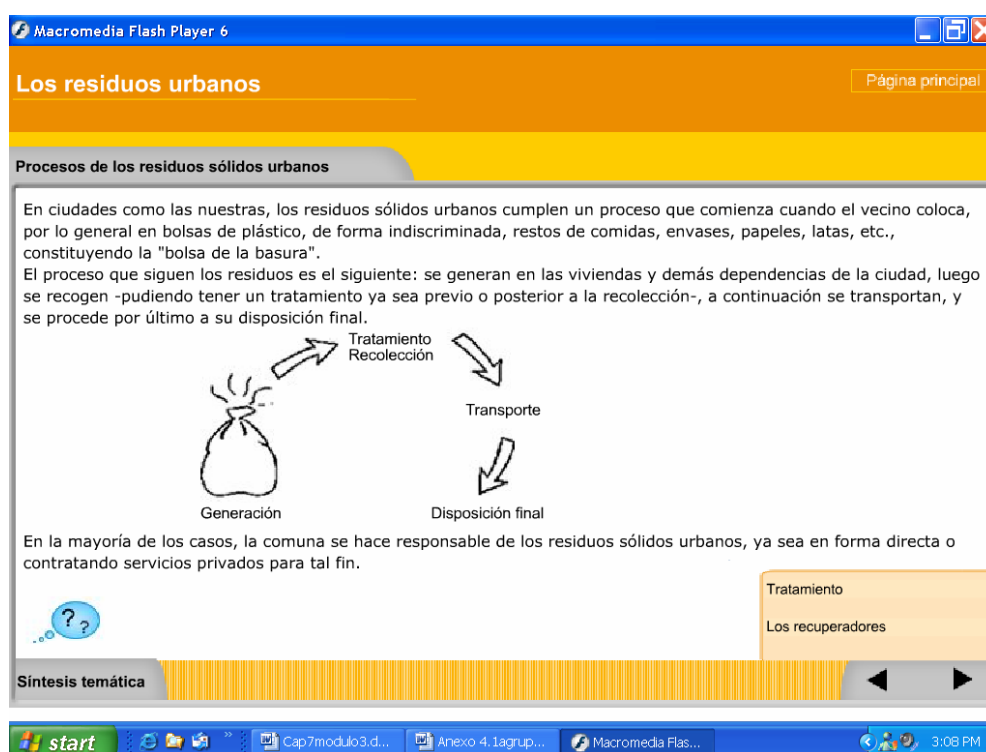 Macromedia Flash Player 6
Los residuos urbanos
Página principal
Procesos de los residuos sólidos urbanos
En ciudades como las nuestras, los residuos sólidos urbanos cumplen un proceso que comienza cuando el vecino coloca,
por lo general en bolsas de plástico, de forma indiscriminada, restos de comidas, envases, papeles, latas, etc.,
constituyendo la "bolsa de la basura".
El proceso que siguen los residuos es el siguiente: se generan en las viviendas y demás dependencias de la ciudad, luego
se recogen -pudiendo tener un tratamiento ya sea previo o posterior a la recolección-, a continuación se transportan, y
se procede por último a su disposición final.
Tratamiento
Recolección
Transporte
Generación
Disposición final
En la mayoría de los casos, la comuna se hace responsable de los residuos sólidos urbanos, ya sea en forma directa o
contratando servicios privados para tal fin.
Tratamiento
Los recuperadores
? ?
Síntesis temática
start
Cap7modulo3.d...
Anexo 4.1agrup...
Macromedia Flas...
3:08 PM